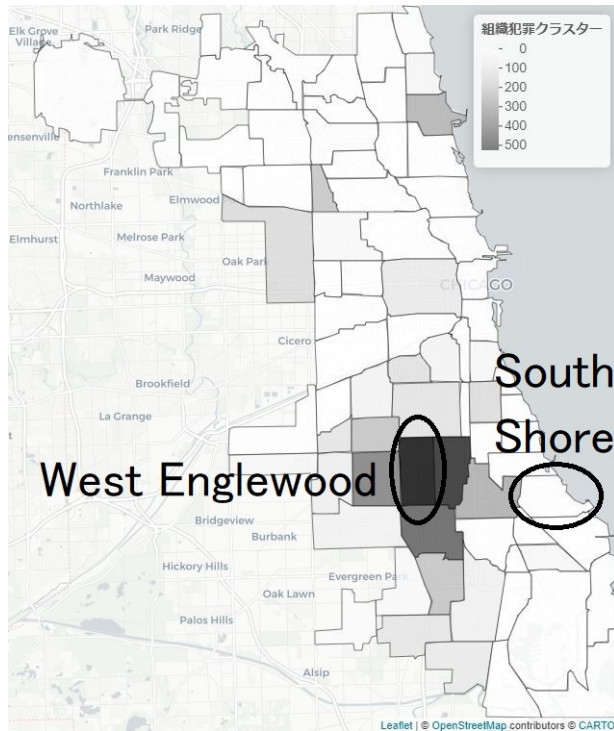 Elk Grove
Village
Park Ridge
ensenville
Franklin Park
Northlake
Elmwood
Elmhurst
Melrose Park
Oak Park
Maywood
CHICAGO
Cicero
Brookfield
La Grange
South
Shore
West Englewood
Bridgeview
Burbank
Hickory Hills
Evergreen Park
Oak Lawn
Palos Hills
Alsip
組織犯罪クラスター
- 0
-100
-200
-300
-400
-500
Leaflet | © OpenStreetMap contributors © CARTO